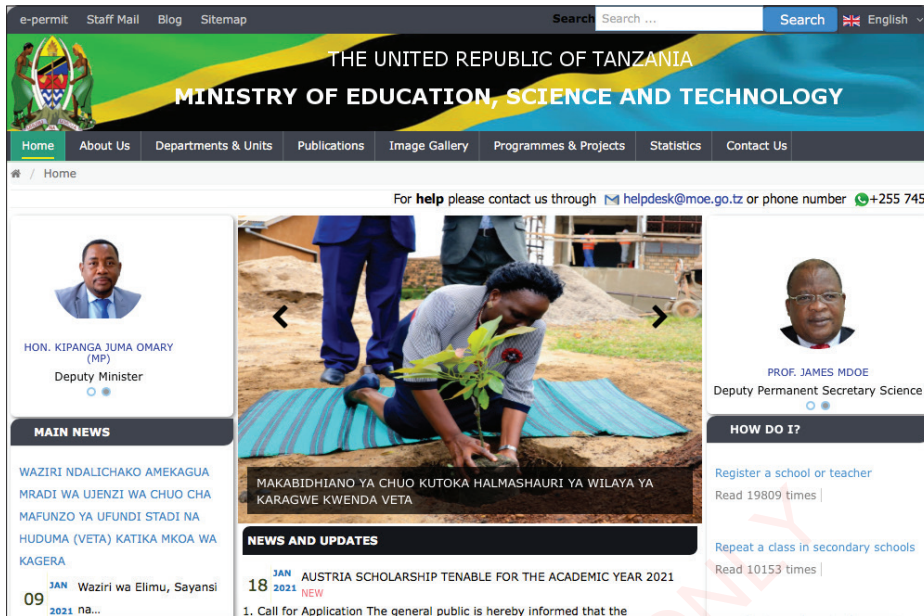 e-permit Staff Mail Blog Sitemap Search Search ... Search English
THE UNITED REPUBLIC OF TANZANIA
MINISTRY OF EDUCATION, SCIENCE AND TECHNOLOGY
Home About Us Departments & Units Publications Image Gallery Programmes & Projects Statistics Contact Us
/ Home
For help please contact us through helpdesk@moe.go.tz or phone number +255 745
HON. KIPANGA JUMA OMARY
(MP)
Deputy Minister
MAIN NEWS
WAZIRI NDALICHAKO AMEKAGUA
MRADI WA UJENZI WA CHUO CHA
MAFUNZO YA UFUNDI STADI NA
HUDUMA (VETA) KATIKA MKOA WA
KAGERA
09 JAN 2021 Waziri wa Elimu, Sayansi
na...
MAKABIDHIANO YA CHUO KUTOKA HALMASHAURI YA WILAYA YA
KARAGWE KWENDA VETA
NEWS AND UPDATES
18 JAN 2021 AUSTRIA SCHOLARSHIP TENABLE FOR THE ACADEMIC YEAR 2021
NEW
1. Call for Application The general public is hereby informed that the
PROF. JAMES MDOE
Deputy Permanent Secretary Science
HOW DO I?
Register a school or teacher
Read 19809 times
Repeat a class in secondary schools
Read 10153 times
ONLY